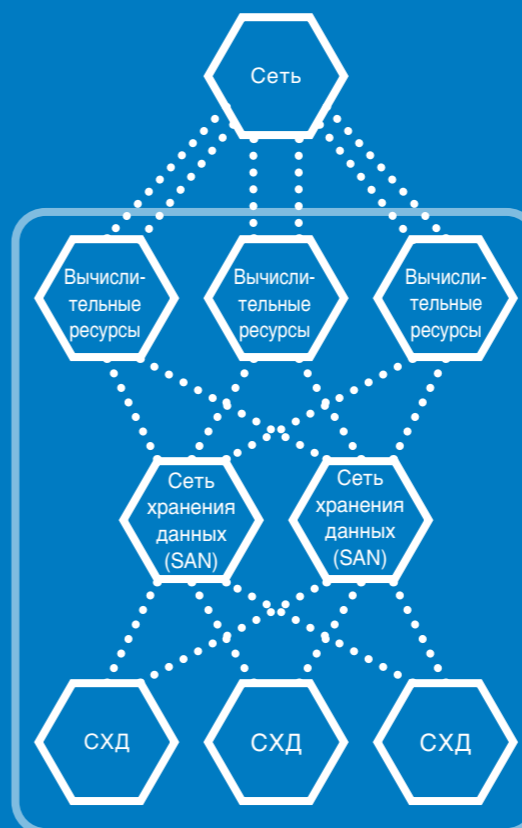 Сеть
Вычисли-
тельные
ресурсы
Вычисли-
тельные
ресурсы
Вычисли-
тельные
ресурсы
Сеть
хранения
данных
(SAN)
Сеть
хранения
данных
(SAN)
СХД
СХД
СХД